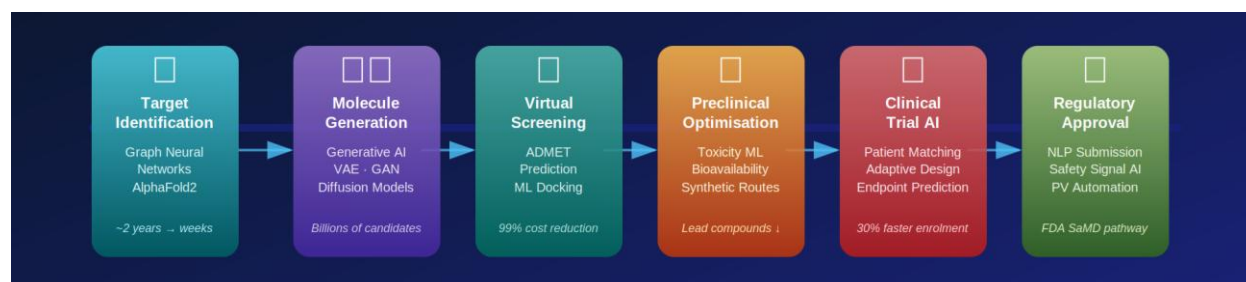 Target
Identification
Graph Neural
Networks
AlphaFold2
~2 years → weeks
Molecule
Generation
Generative AI
VAE · GAN
Diffusion Models
Billions of candidates
Virtual
Screening
ADMET
Prediction
ML Docking
99% cost reduction
Preclinical
Optimisation
Toxicity ML
Bioavailability
Synthetic Routes
Lead compounds ↓
Clinical
Trial AI
Patient Matching
Adaptive Design
Endpoint Prediction
30% faster enrolment
Regulatory
Approval
NLP Submission
Safety Signal AI
PV Automation
FDA SaMD pathway